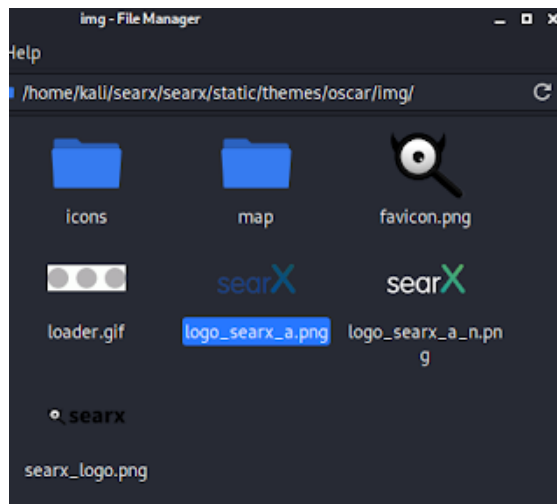 img - File Manager
Help
/home/kali/searx/searx/static/themes/oscar/img/
icons
map
favicon.png
searX
searX
loader.gif
logo_searx_a.png
logo_searx_a_n.pn
g
searx
searx_logo.png